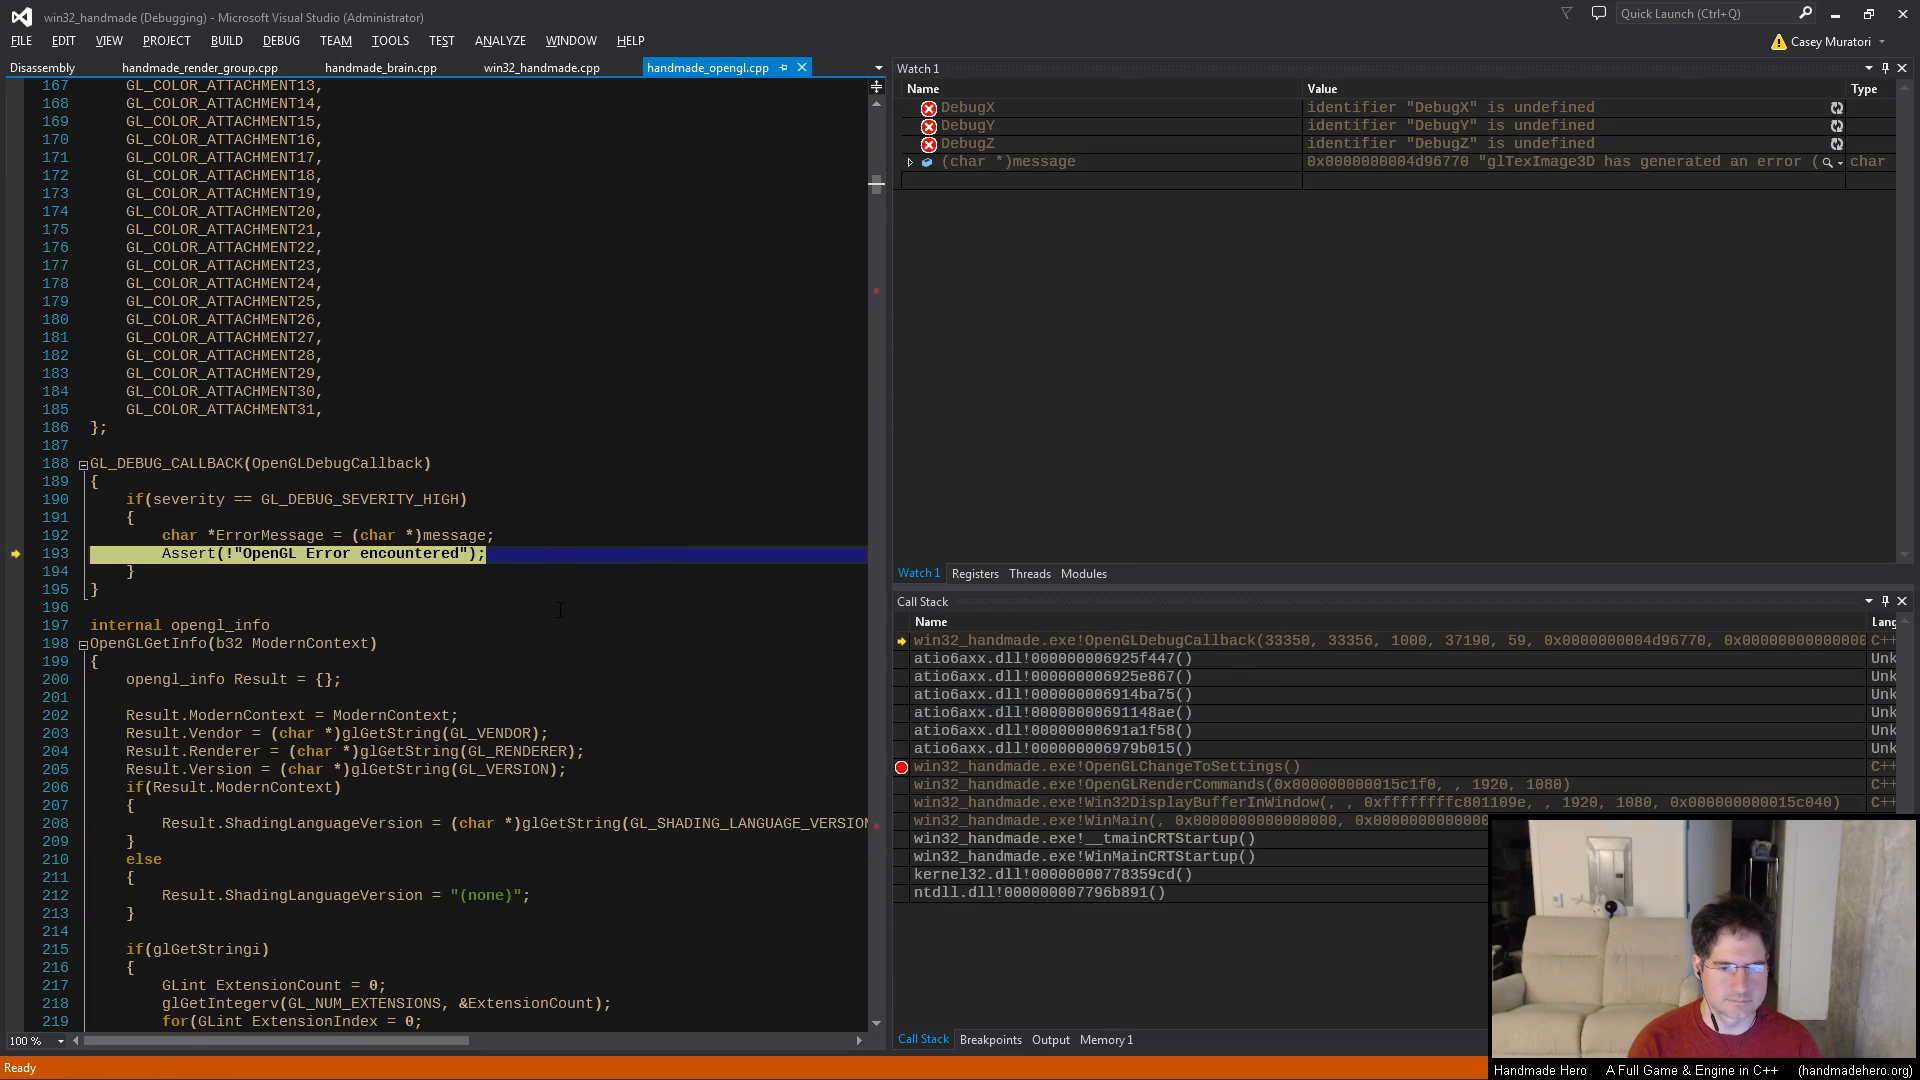 win32_handmade (Debugging) - Microsoft Visual Studio (Administrator)
Quick Launch (Ctrl+Q)
FILE EDIT VIEW PROJECT BUILD DEBUG TEAM TOOLS TEST ANALYZE WINDOW HELP
Casey Muratori
Disassembly handmade_render_group.cpp handmade_brain.cpp win32_handmade.cpp handmade_opengl.cpp
167 GL_COLOR_ATTACHMENT13,
168 GL_COLOR_ATTACHMENT14,
169 GL_COLOR_ATTACHMENT15,
170 GL_COLOR_ATTACHMENT16,
171 GL_COLOR_ATTACHMENT17,
172 GL_COLOR_ATTACHMENT18,
173 GL_COLOR_ATTACHMENT19,
174 GL_COLOR_ATTACHMENT20,
175 GL_COLOR_ATTACHMENT21,
176 GL_COLOR_ATTACHMENT22,
177 GL_COLOR_ATTACHMENT23,
178 GL_COLOR_ATTACHMENT24,
179 GL_COLOR_ATTACHMENT25,
180 GL_COLOR_ATTACHMENT26,
181 GL_COLOR_ATTACHMENT27,
182 GL_COLOR_ATTACHMENT28,
183 GL_COLOR_ATTACHMENT29,
184 GL_COLOR_ATTACHMENT30,
185 GL_COLOR_ATTACHMENT31,
186 };
187
188 GL_DEBUG_CALLBACK(OpenGLDebugCallback)
189 {
190 if(severity == GL_DEBUG_SEVERITY_HIGH)
191 {
192 char *ErrorMessage = (char *)message;
193 Assert(!"OpenGL Error encountered");
194 }
195 }
196
197 internal opengl_info
198 OpenGLGetInfo(b32 ModernContext)
199 {
200 opengl_info Result = {};
201
202 Result.ModernContext = ModernContext;
203 Result.Vendor = (char *)glGetString(GL_VENDOR);
204 Result.Renderer = (char *)glGetString(GL_RENDERER);
205 Result.Version = (char *)glGetString(GL_VERSION);
206 if(Result.ModernContext)
207 {
208 Result.ShadingLanguageVersion = (char *)glGetString(GL_SHADING_LANGUAGE_VERSION
209 }
210 else
211 {
212 Result.ShadingLanguageVersion = "(none)";
213 }
214
215 if(glGetStringi)
216 {
217 GLint ExtensionCount = 0;
218 glGetIntegerv(GL_NUM_EXTENSIONS, &ExtensionCount);
219 for(GLint ExtensionIndex = 0;
100 %
Ready
Watch 1
Name Value Type
DebugX identifier "DebugX" is undefined
DebugY identifier "DebugY" is undefined
DebugZ identifier "DebugZ" is undefined
(char *)message 0x0000000004d96770 "glTexImage3D has generated an error ( char
Watch 1 Registers Threads Modules
Call Stack
Name Lang
win32_handmade.exe!OpenGLDebugCallback(33350, 33356, 1000, 37190, 59, 0x0000000004d96770, 0x0000000000000 C++
atio6axx.dll!000000006925f447() Unk
atio6axx.dll!000000006925e867() Unk
atio6axx.dll!000000006914ba75() Unk
atio6axx.dll!00000000691148ae() Unk
atio6axx.dll!00000000691a1f58() Unk
atio6axx.dll!000000006979b015() Unk
win32_handmade.exe!OpenGLChangeToSettings() C++
win32_handmade.exe!OpenGLRenderCommands(0x000000000015c1f0, , 1920, 1080) C++
win32_handmade.exe!Win32DisplayBufferInWindow(, , 0xffffffffc801109e, , 1920, 1080, 0x000000000015c040) C++
win32_handmade.exe!WinMain(, 0x0000000000000000, 0x000000000000
win32_handmade.exe!__tmainCRTStartup()
win32_handmade.exe!WinMainCRTStartup()
kernel32.dll!00000000778359cd()
ntdll.dll!000000007796b891()
Call Stack Breakpoints Output Memory 1
Handmade Hero A Full Game & Engine in C++ (handmadehero.org)